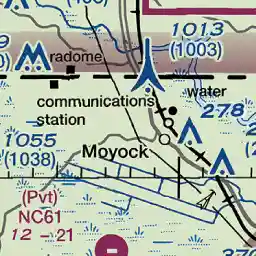 1013
(1003)
radome
communications
station
water
278
1055
(1038)
Moyock
(Pvt)
NC61
12 - 21